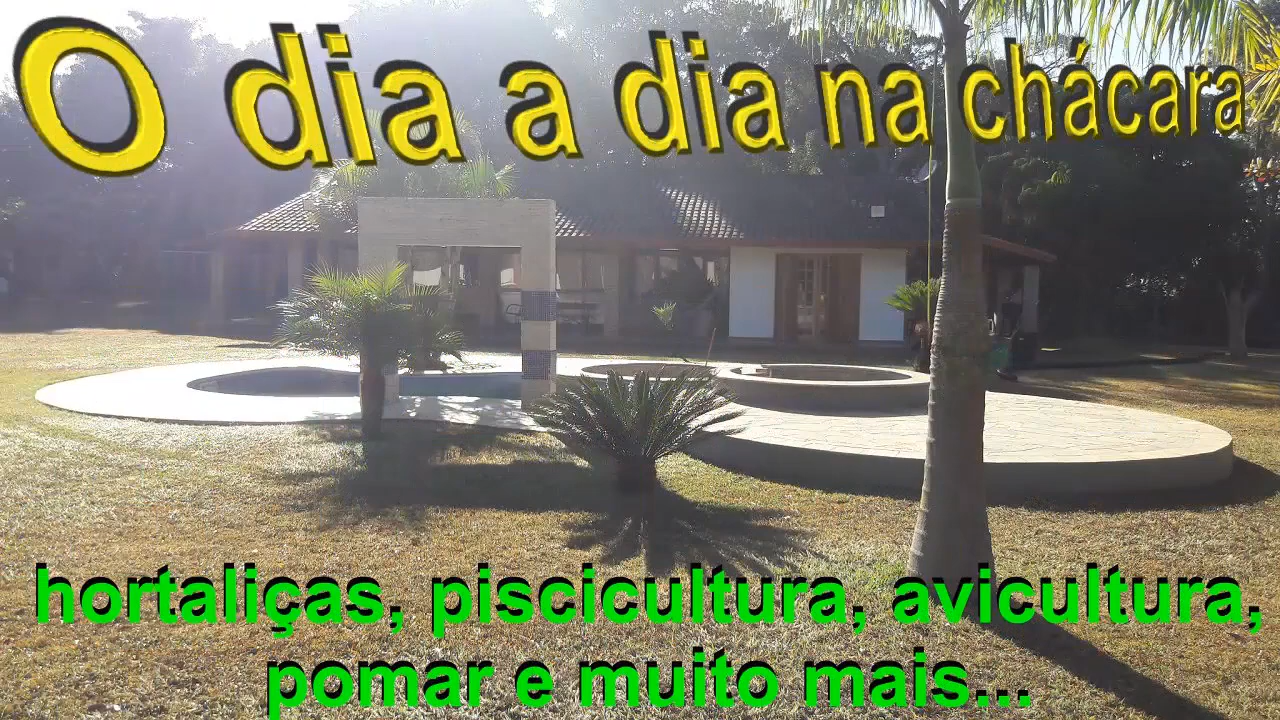 O dia a dia na chácara
hortaliças, piscicultura, avicultura,
pomar e muito mais...